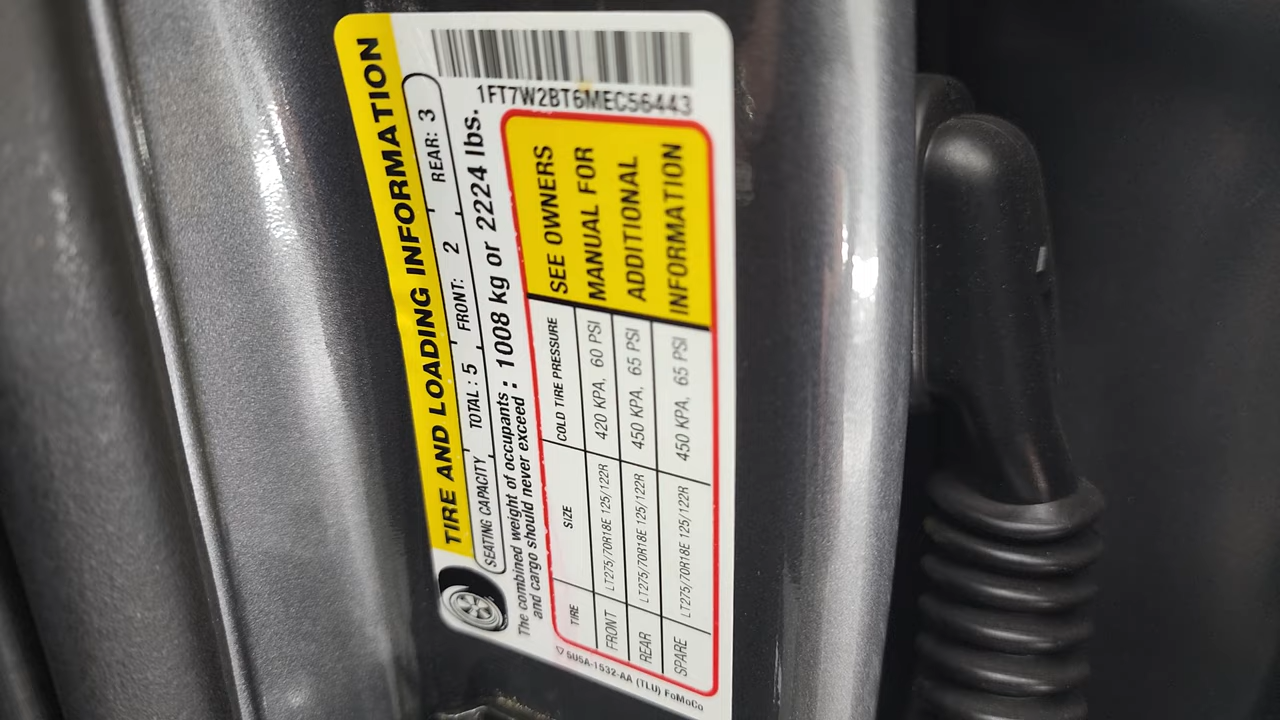 TIRE AND LOADING INFORMATION
SEATING CAPACITY TOTAL : 5 FRONT: 2 REAR: 3
The combined weight of occupants
and cargo should never exceed : 1008 kg or 2224 lbs.
1FT7W2BT6MEC56443
TIRE SIZE COLD TIRE PRESSURE
FRONT LT275/70R18E 125/122R 420 KPA, 60 PSI
REAR LT275/70R18E 125/122R 450 KPA, 65 PSI
SPARE LT275/70R18E 125/122R 450 KPA, 65 PSI
SEE OWNERS
MANUAL FOR
ADDITIONAL
INFORMATION
5USA-1532-AA (TLU) FoMoCo